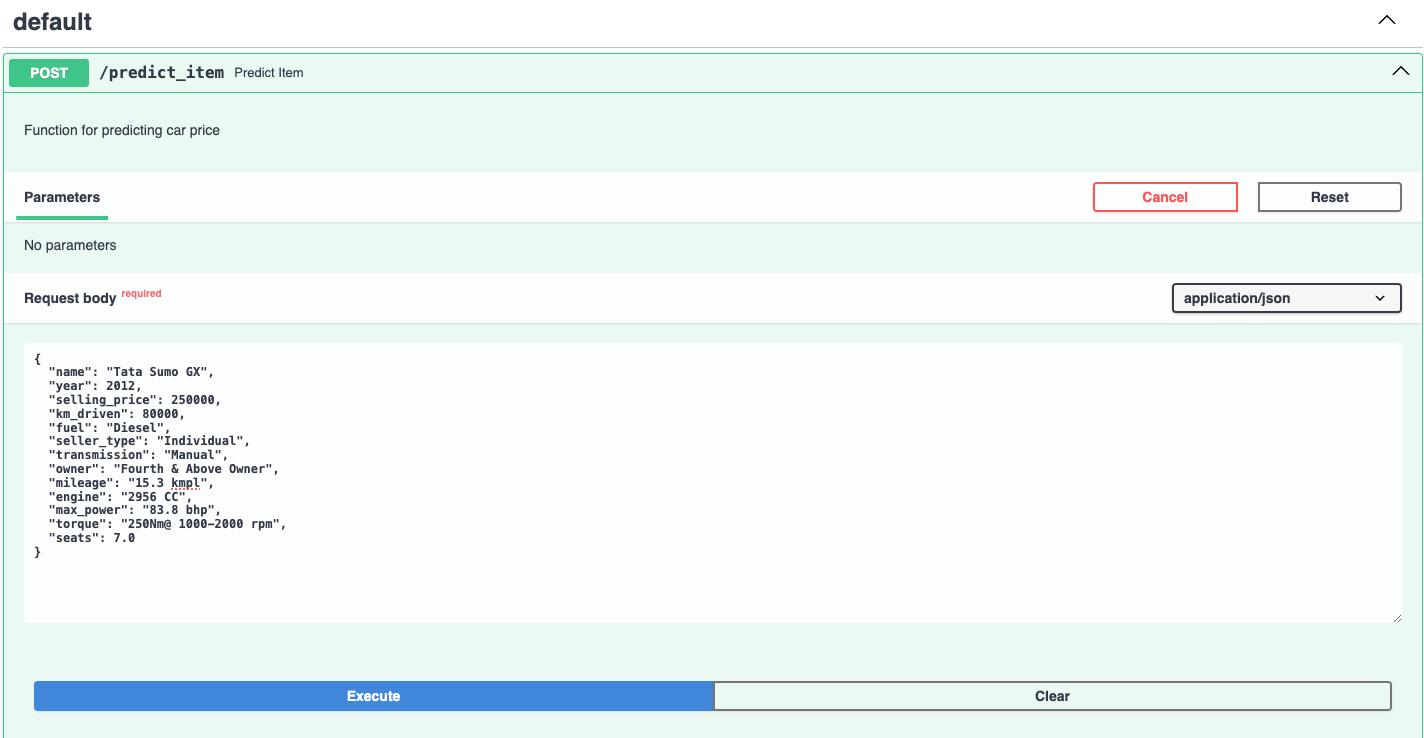 default
POST /predict_item Predict Item
Function for predicting car price
Parameters Cancel Reset
No parameters
Request body required application/json
{
  "name": "Tata Sumo GX",
  "year": 2012,
  "selling_price": 250000,
  "km_driven": 80000,
  "fuel": "Diesel",
  "seller_type": "Individual",
  "transmission": "Manual",
  "owner": "Fourth & Above Owner",
  "mileage": "15.3 kmpl",
  "engine": "2956 CC",
  "max_power": "83.8 bhp",
  "torque": "250Nm@ 1000-2000 rpm",
  "seats": 7.0
}
Execute Clear